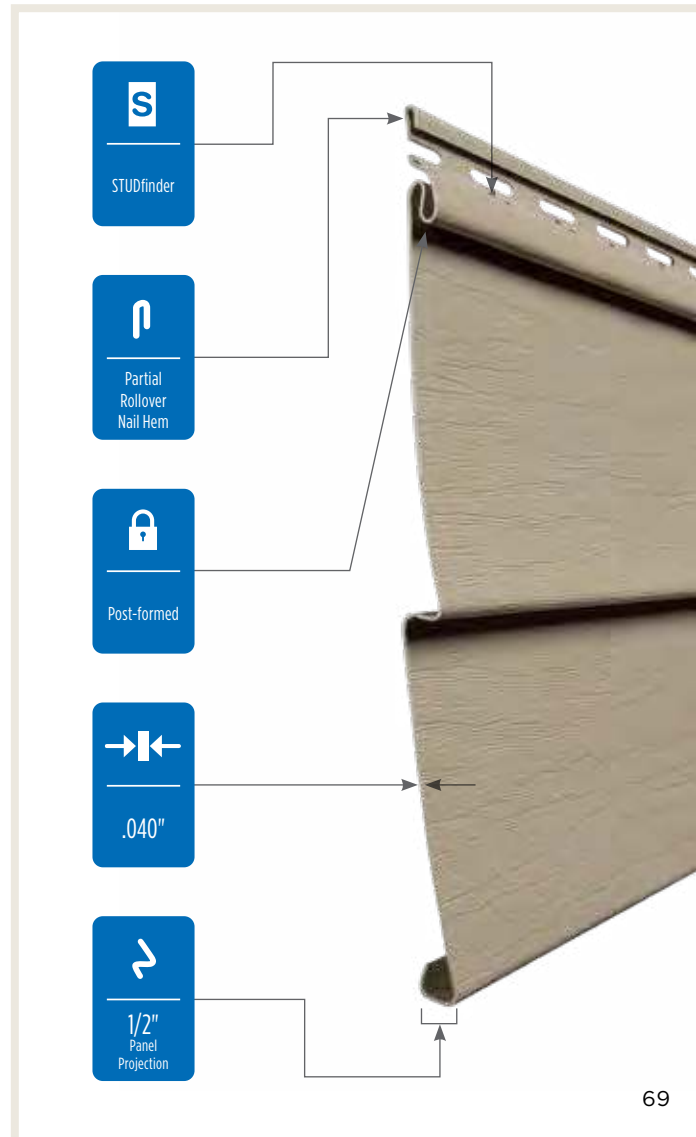 S
STUDfinder
Partial
Rollover
Nail Hem
Post-formed
.040"
1/2"
Panel
Projection
69